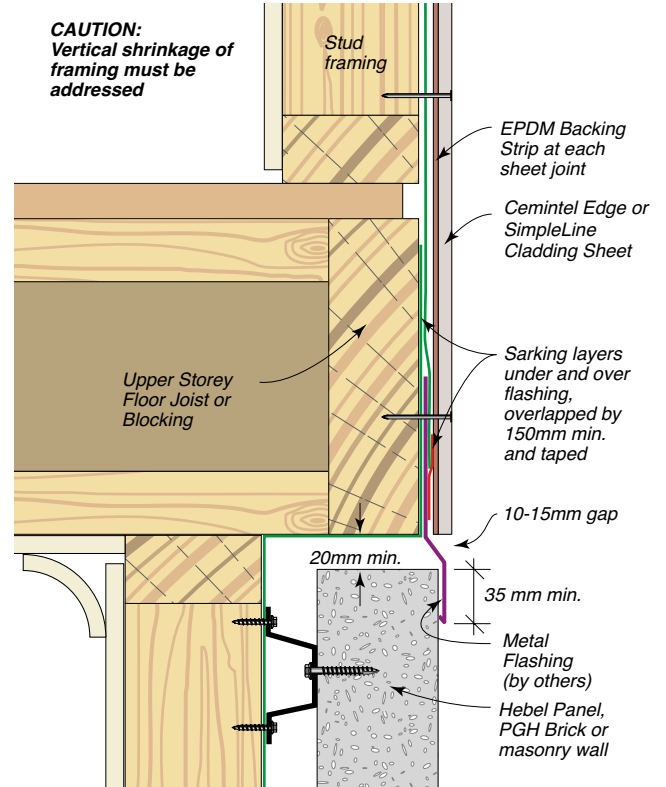 CAUTION:
Vertical shrinkage of
framing must be
addressed
Stud
framing
EPDM Backing
Strip at each
sheet joint
Cemintel Edge or
SimpleLine
Cladding Sheet
Sarking layers
under and over
flashing,
overlapped by
150mm min.
and taped
Upper Storey
Floor Joist or
Blocking
10-15mm gap
20mm min.
35 mm min.
Metal
Flashing
(by others)
Hebel Panel,
PGH Brick or
masonry wall